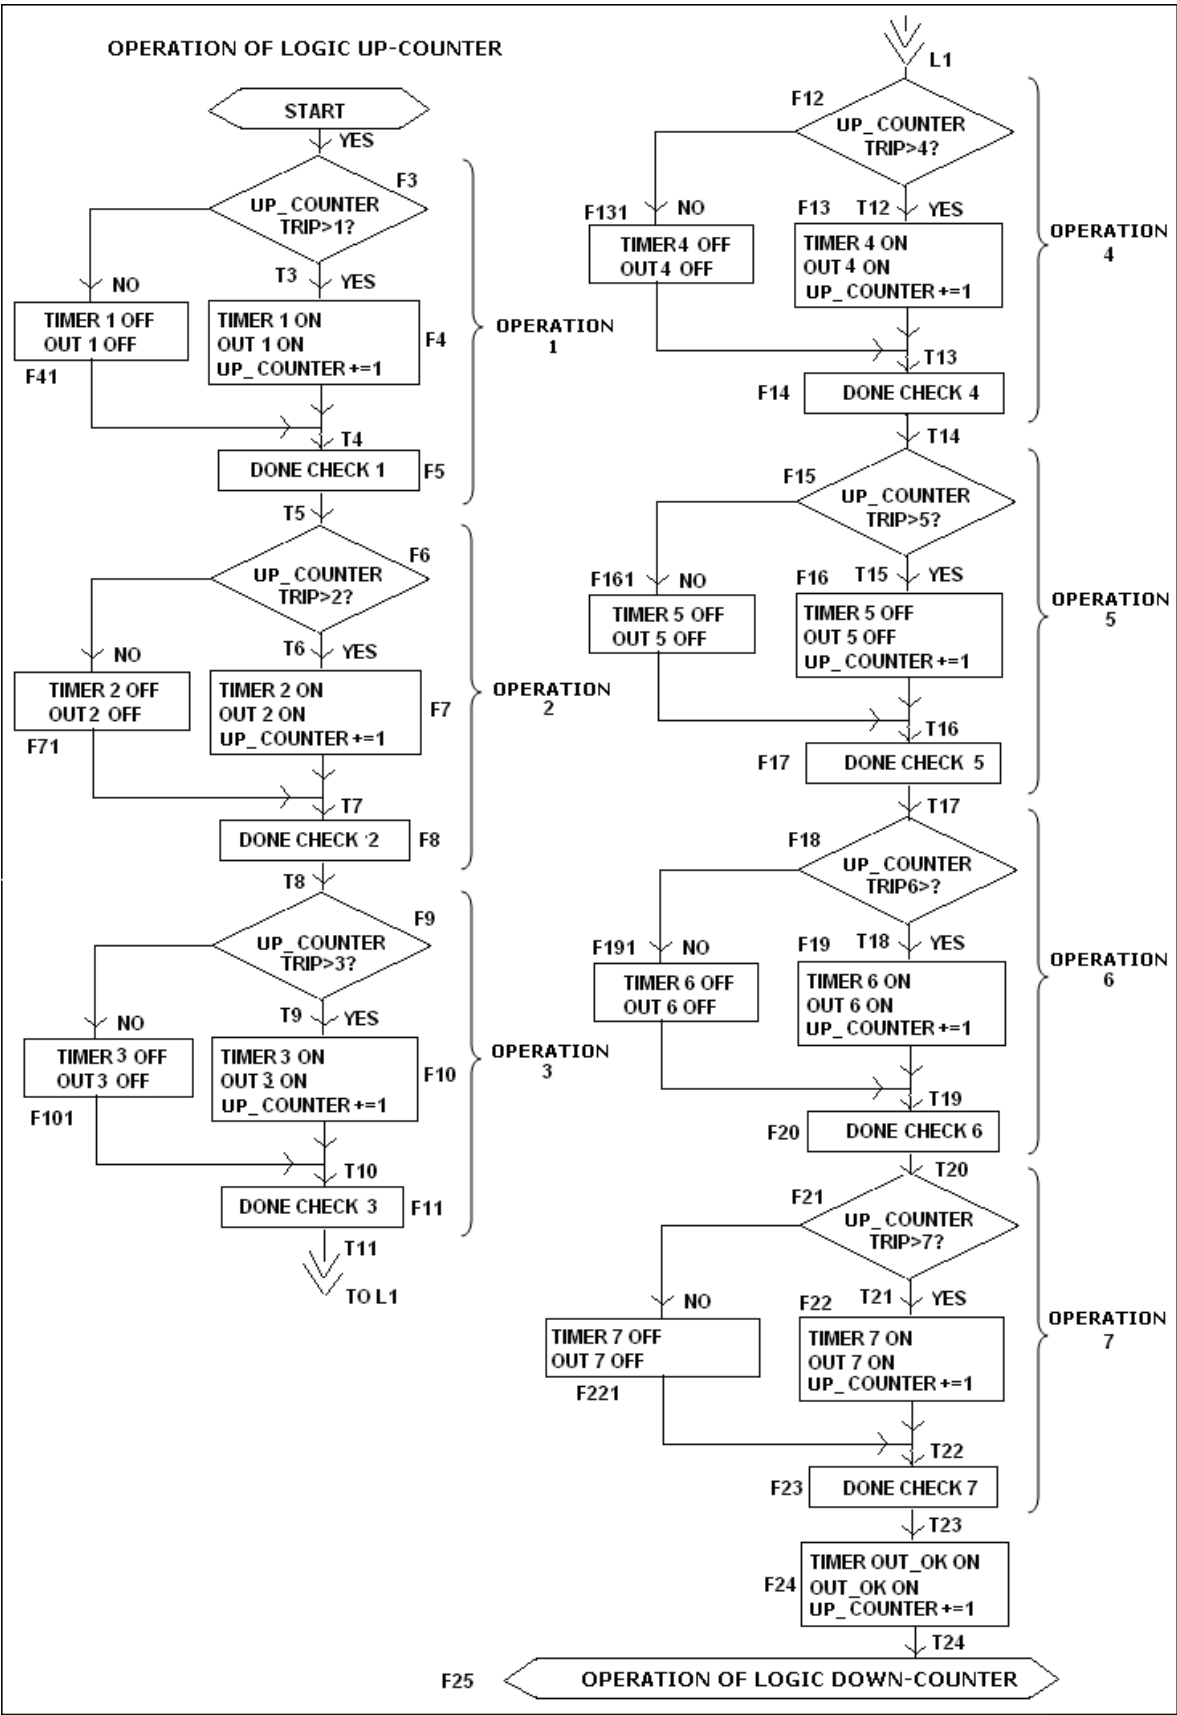 OPERATION OF LOGIC UP-COUNTER
START
YES
F3
UP_COUNTER
TRIP>1?
T3
YES
NO
TIMER 1 OFF
OUT 1 OFF
F41
TIMER 1 ON
OUT 1 ON
UP_COUNTER +=1
F4
OPERATION
1
T4
DONE CHECK 1
F5
T5
F6
UP_COUNTER
TRIP>2?
T6
YES
NO
TIMER 2 OFF
OUT2 OFF
F71
TIMER 2 ON
OUT 2 ON
UP_COUNTER +=1
F7
OPERATION
2
T7
DONE CHECK '2
F8
T8
F9
UP_COUNTER
TRIP>3?
T9
YES
NO
TIMER 3 OFF
OUT3 OFF
F101
TIMER 3 ON
OUT 3 ON
UP_COUNTER +=1
F10
OPERATION
3
T10
DONE CHECK 3
F11
T11
TO L1
L1
F12
UP_COUNTER
TRIP>4?
F131
NO
TIMER4 OFF
OUT4 OFF
F13
T12
YES
TIMER 4 ON
OUT 4 ON
UP_COUNTER +=1
OPERATION
4
T13
F14
DONE CHECK 4
T14
F15
UP_COUNTER
TRIP>5?
F161
NO
TIMER 5 OFF
OUT 5 OFF
F16
T15
YES
TIMER 5 OFF
OUT 5 OFF
UP_COUNTER +=1
OPERATION
5
T16
F17
DONE CHECK 5
T17
F18
UP_COUNTER
TRIP6>?
F191
NO
TIMER 6 OFF
OUT 6 OFF
F19
T18
YES
TIMER 6 ON
OUT 6 ON
UP_COUNTER +=1
OPERATION
6
T19
F20
DONE CHECK 6
T20
F21
UP_COUNTER
TRIP>7?
NO
TIMER 7 OFF
OUT 7 OFF
F221
F22
T21
YES
TIMER 7 ON
OUT 7 ON
UP_COUNTER +=1
OPERATION
7
T22
F23
DONE CHECK 7
T23
F24
TIMER OUT_OK ON
OUT_OK ON
UP_COUNTER +=1
T24
F25
OPERATION OF LOGIC DOWN-COUNTER